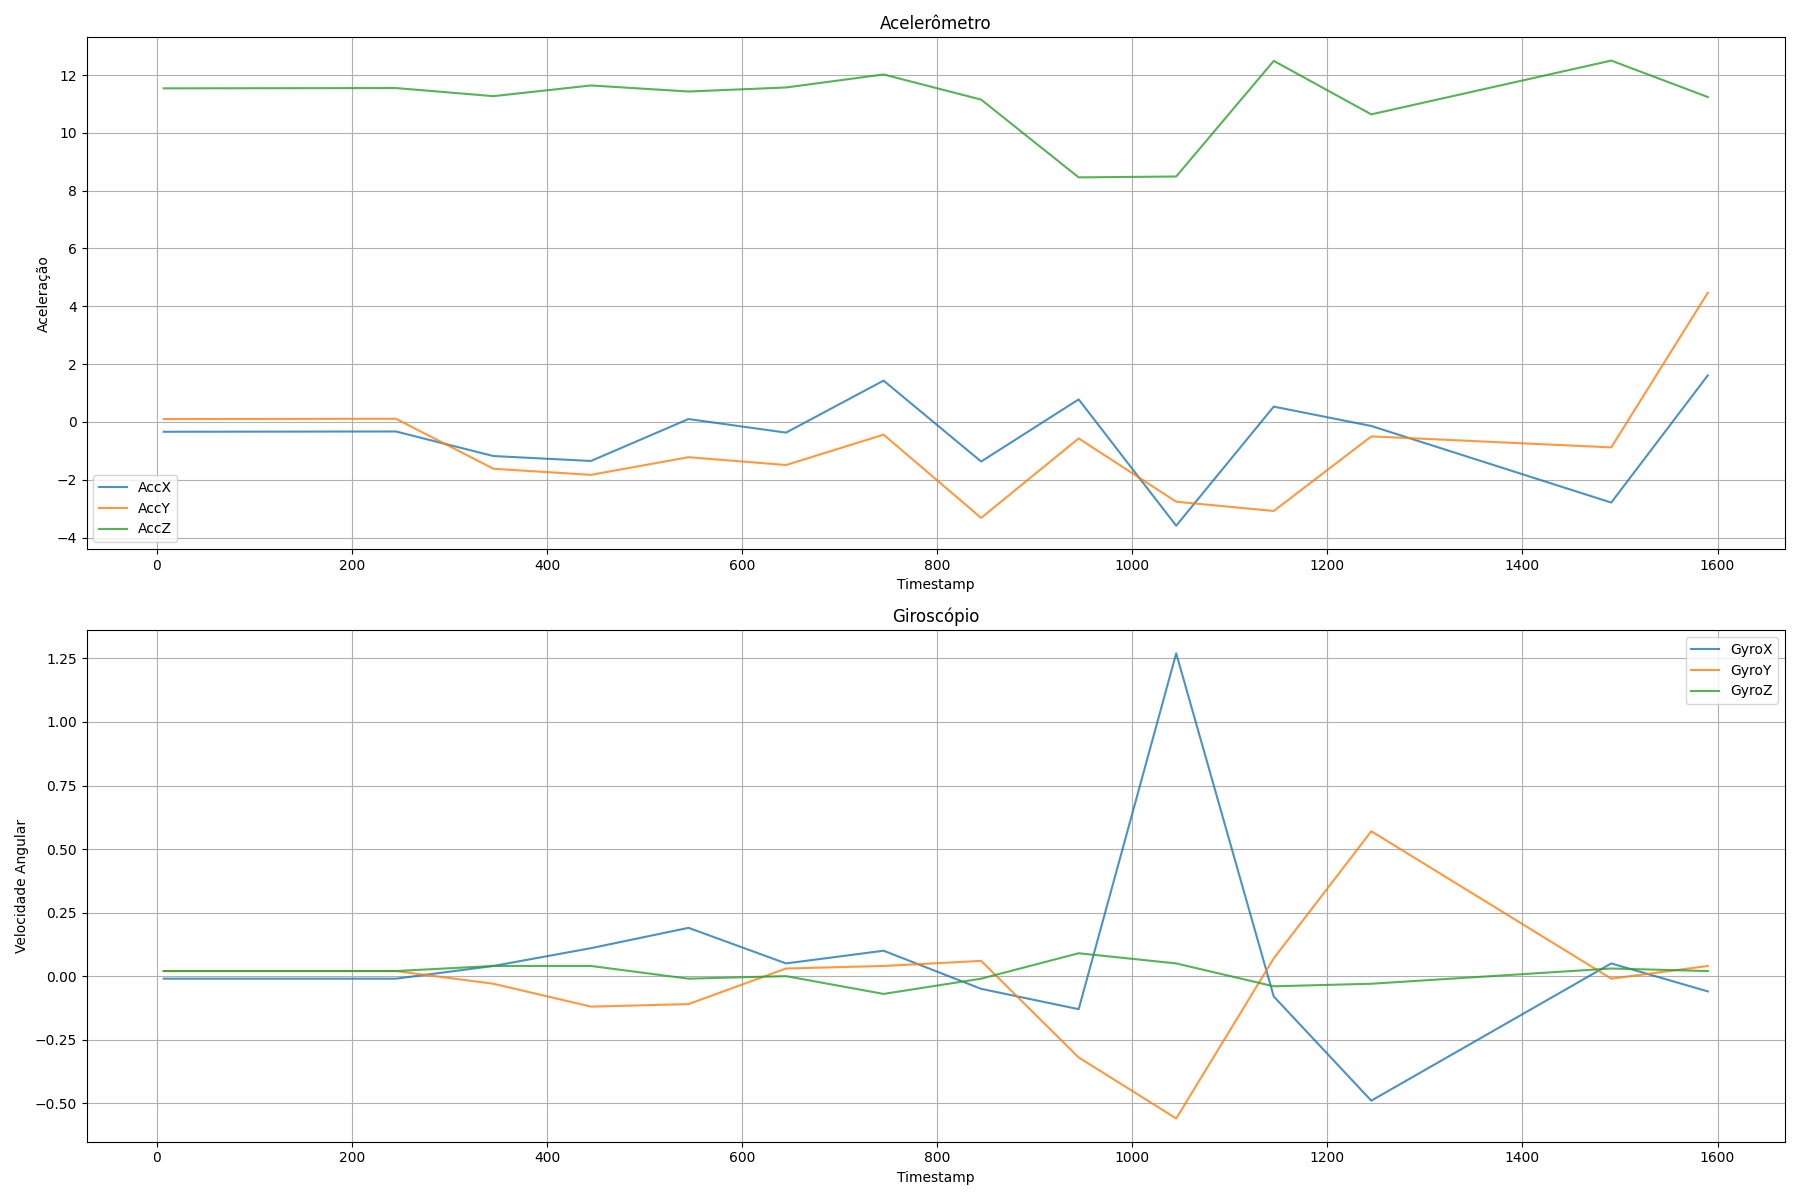 Acelerômetro
12
10
8
6
4
2
0
−2
−4
Aceleração
AccX
AccY
AccZ
0 200 400 600 800 1000 1200 1400 1600
Timestamp
Giroscópio
1.25
1.00
0.75
0.50
0.25
0.00
−0.25
−0.50
Velocidade Angular
GyroX
GyroY
GyroZ
0 200 400 600 800 1000 1200 1400 1600
Timestamp